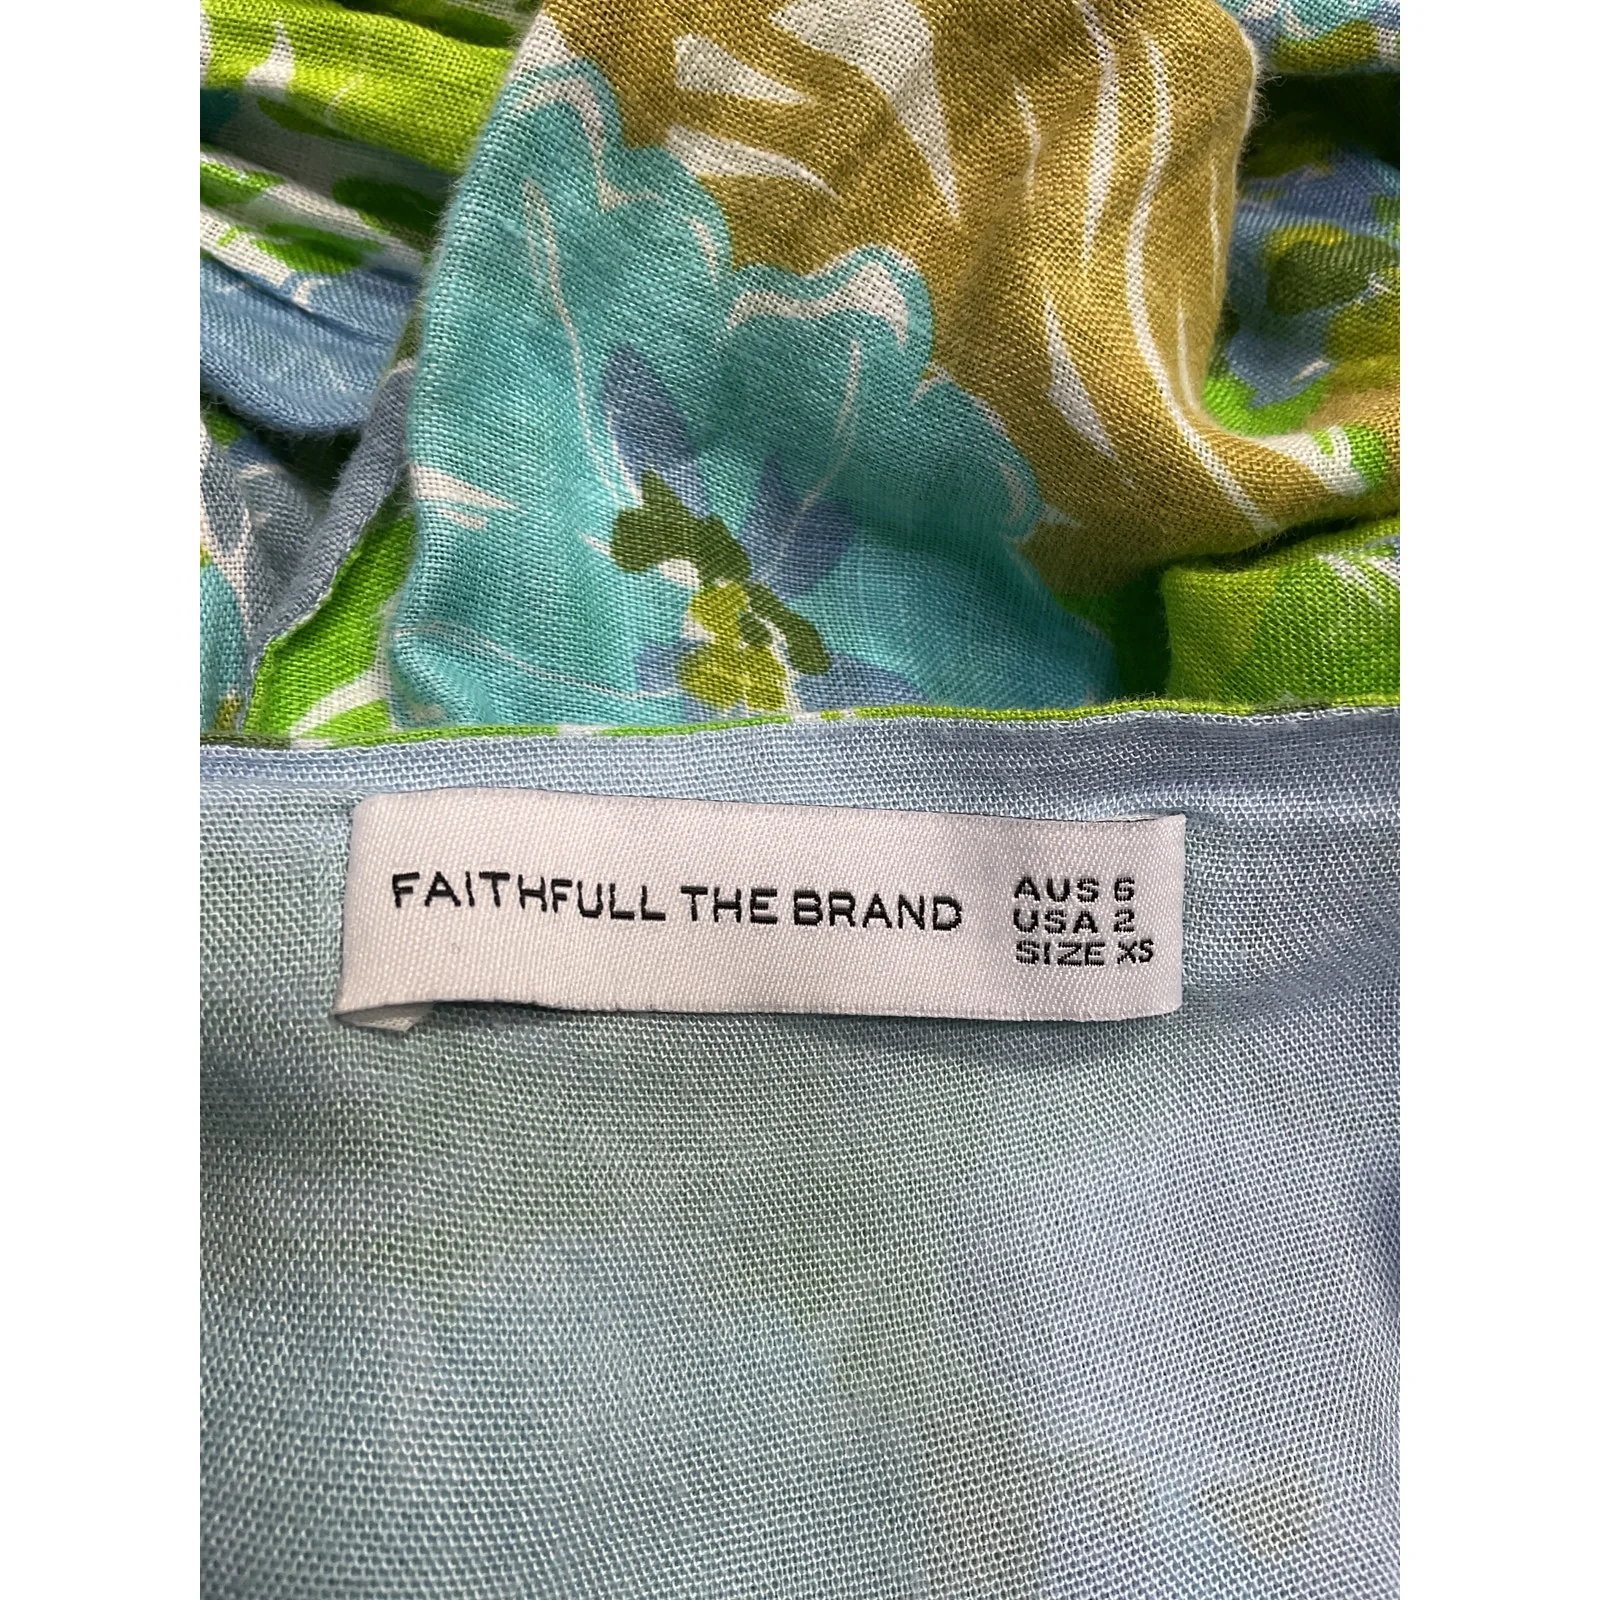 FAITHFULL THE BRAND
AUS 6
USA 2
SIZE XS